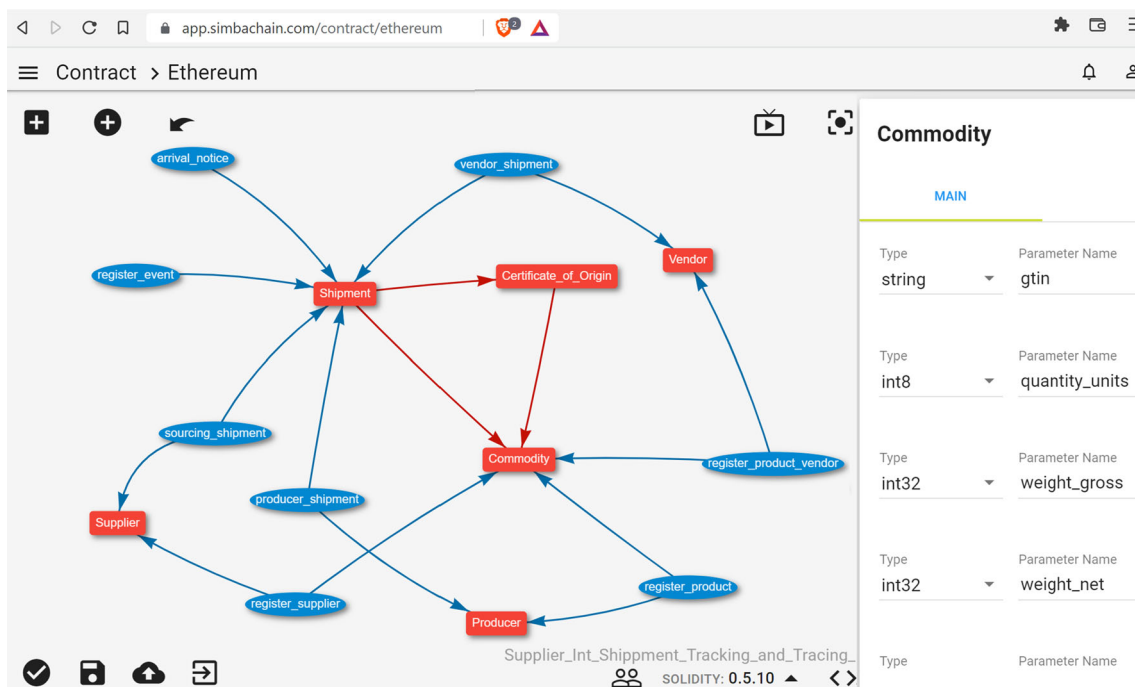 app.simbachain.com/contract/ethereum
2
Contract > Ethereum
Commodity
MAIN
arrival_notice
vendor_shipment
Vendor
register_event
Certificate_of_Origin
Shipment
Type
Parameter Name
string
gtin
Type
Parameter Name
int8
quantity_units
sourcing_shipment
Commodity
register_product_vendor
Type
Parameter Name
int32
weight_gross
producer_shipment
Supplier
Type
Parameter Name
int32
weight_net
register_product
register_supplier
Producer
Supplier_Int_Shippment_Tracking_and_Tracing_
Type
Parameter Name
SOLIDITY: 0.5.10